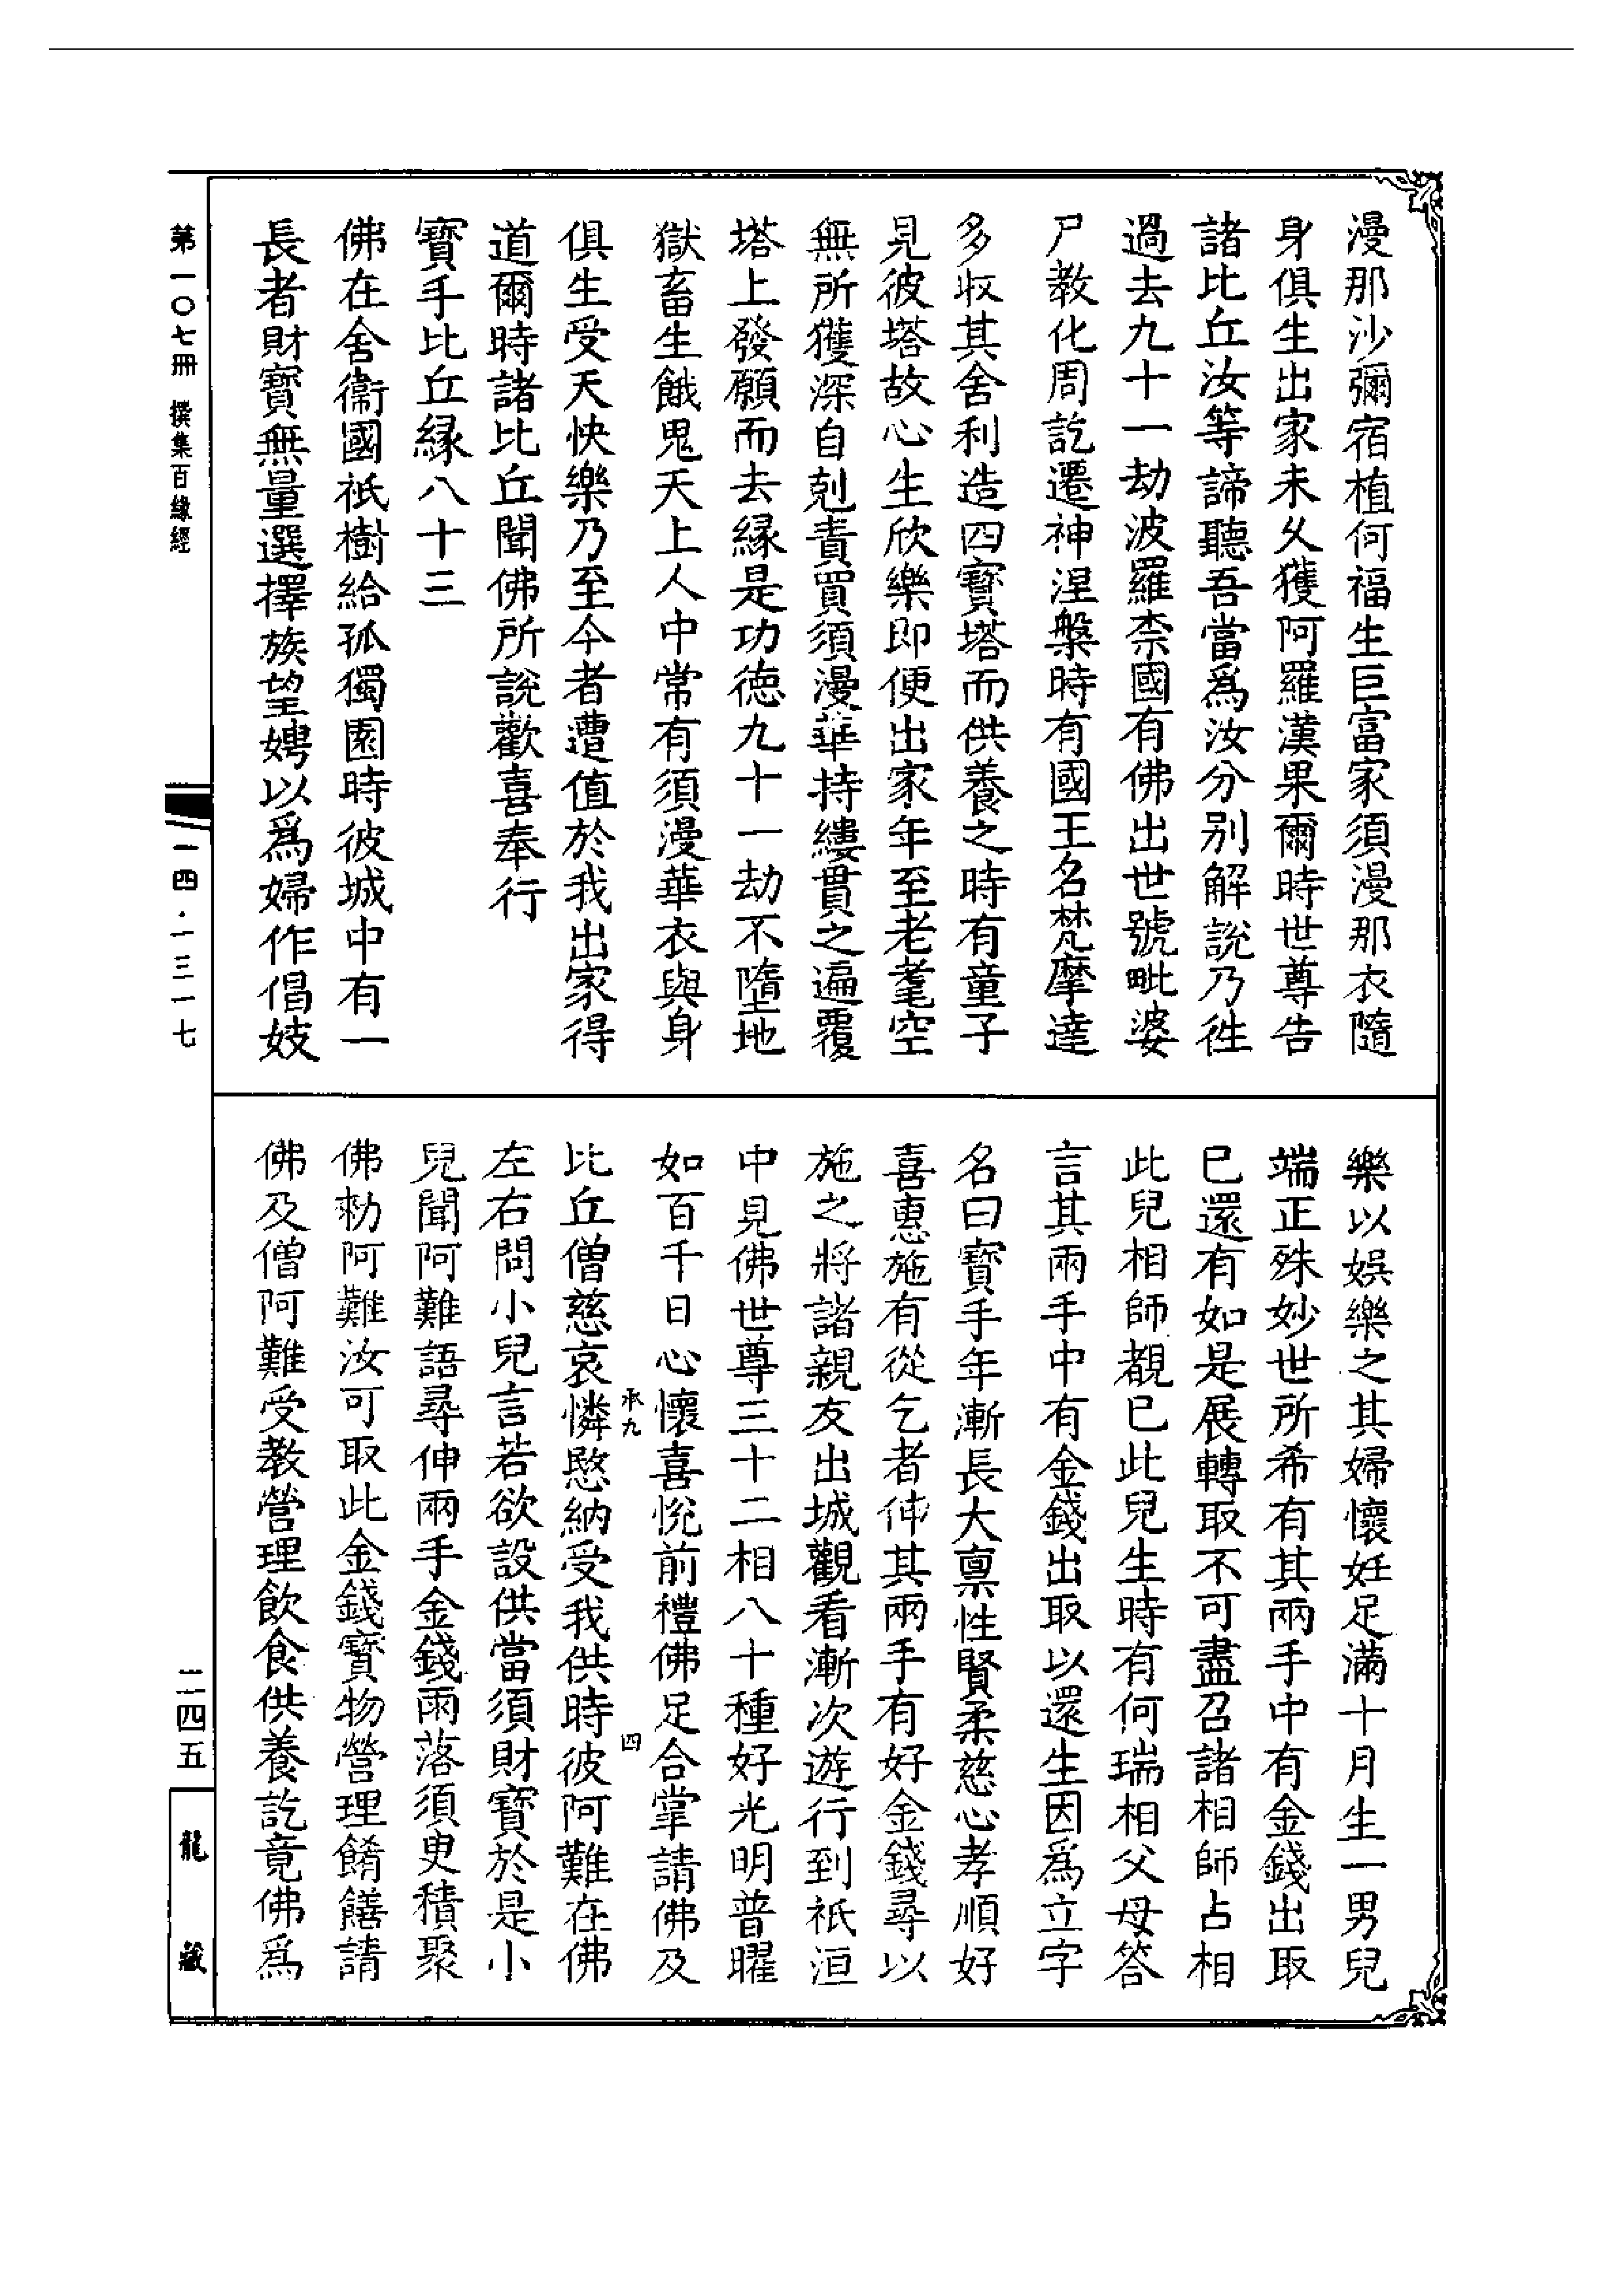 漫那沙彌宿植何福生巨富家須漫那衣隨
身俱生出家未久獲阿羅漢果爾時世尊告
諸比丘汝等諦聽吾當爲汝分别解說乃徃
過去九十一劫波羅柰國有佛出世號毗婆
尸教化周訖遷神涅槃時有國王名梵摩達
多收其舍利造四寶塔而供養之時有童子
見彼塔故心生欣樂即便出家年至老耄空
無所獲深自剋責買須漫華持縷貫之遍覆
塔上發願而去緣是功德九十一劫不墮地
獄畜生餓鬼天上人中常有須漫華衣與身
俱生受天快樂乃至今者遭值於我出家得
道爾時諸比丘聞佛所說歡喜奉行
寶手比丘緣八十三
佛在舍衞國祇樹給孤獨園時彼城中有一
長者財寶無量選擇族望娉以爲婦作倡妓
樂以娛樂之其婦懷妊足滿十月生一男兒
端正殊妙世所希有其兩手中有金錢出取
已還有如是展轉取不可盡召諸相師占相
此兒相師覩已此兒生時有何瑞相父母答
言其兩手中有金錢出取以還生因爲立字
名曰寶手年漸長大禀性賢柔慈心孝順好
喜惠施有從乞者伸其兩手有好金錢尋以
施之將諸親友出城觀看漸次遊行到祇洹
中見佛世尊三十二相八十種好光明普曜
如百千日心懷喜悅前禮佛足合掌請佛及
承九
四
比丘僧慈哀憐愍納受我供時彼阿難在佛
左右問小兒言若欲設供當須財寶於是小
兒聞阿難語尋伸兩手金錢雨落須臾積聚
佛勑阿難汝可取此金錢寶物營理餚饍請
佛及僧阿難受教營理飲食供養訖竟佛爲
第一〇七冊 撰集百緣經
一四·一三一七
二四五
龍藏